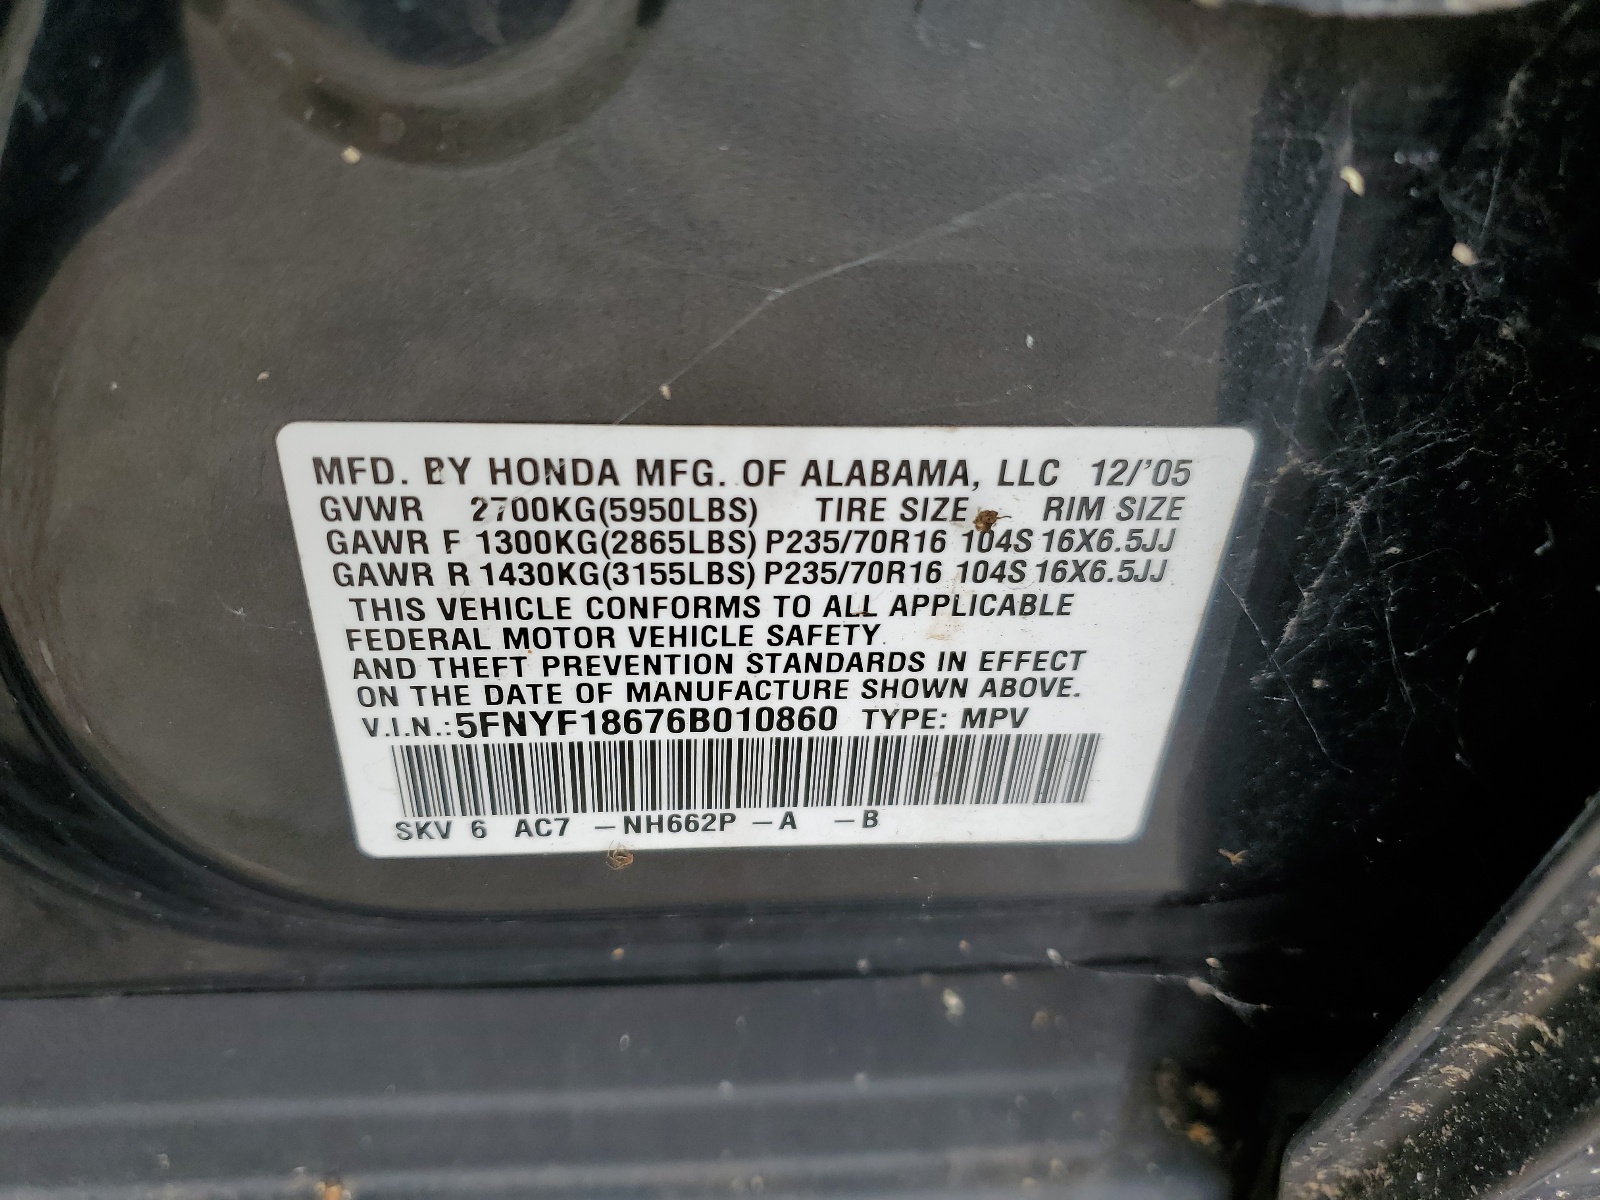 MFD. BY HONDA MFG. OF ALABAMA, LLC 12/'05
GVWR 2700KG(5950LBS) TIRE SIZE RIM SIZE
GAWR F 1300KG(2865LBS) P235/70R16 104S 16X6.5JJ
GAWR R 1430KG(3155LBS) P235/70R16 104S 16X6.5JJ
THIS VEHICLE CONFORMS TO ALL APPLICABLE
FEDERAL MOTOR VEHICLE SAFETY
AND THEFT PREVENTION STANDARDS IN EFFECT
ON THE DATE OF MANUFACTURE SHOWN ABOVE.
V.I.N.: 5FNYF18676B010860 TYPE: MPV
SKV 6 AC7 –NH662P –A –B